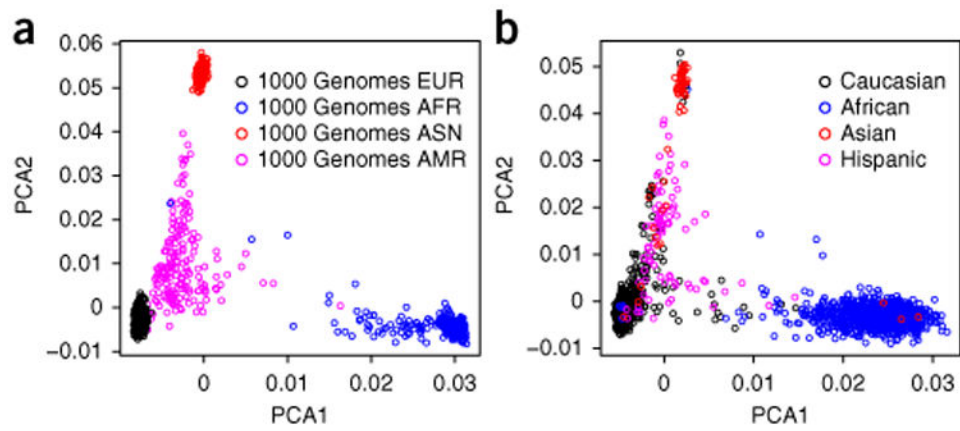 a
0.06
0.05
0.04
0.03
0.02
0.01
0
−0.01
PCA2
1000 Genomes EUR
1000 Genomes AFR
1000 Genomes ASN
1000 Genomes AMR
0
0.01
0.02
0.03
PCA1
b
0.05
0.04
0.03
0.02
0.01
0
−0.01
PCA2
Caucasian
African
Asian
Hispanic
0
0.01
0.02
0.03
PCA1